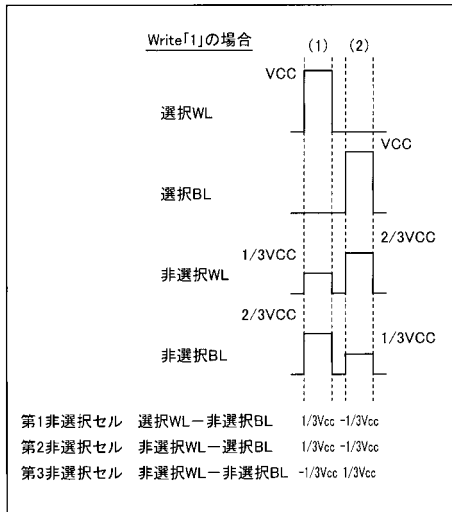 Write「1」の場合
(1) (2)
VCC
選択WL
VCC
選択BL
1/3VCC
2/3VCC
非選択WL
2/3VCC
1/3VCC
非選択BL
第1非選択セル 選択WL－非選択BL 1/3Vcc -1/3Vcc
第2非選択セル 非選択WL－選択BL 1/3Vcc -1/3Vcc
第3非選択セル 非選択WL－非選択BL -1/3Vcc 1/3Vcc